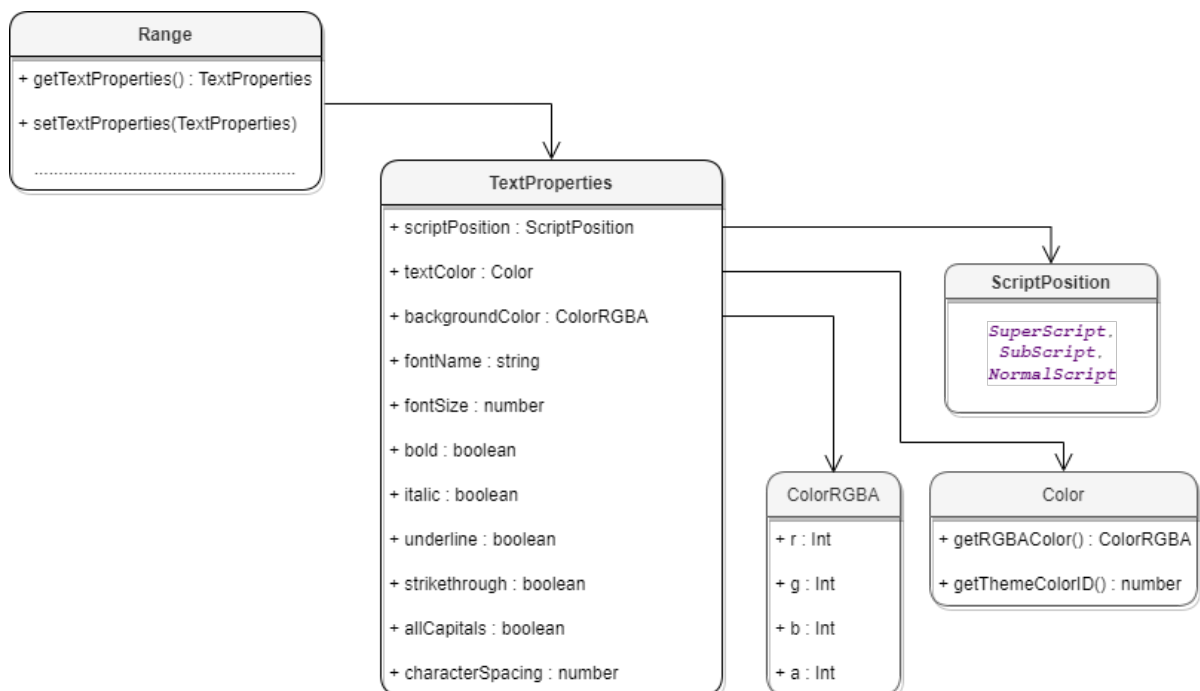 Range
+ getTextProperties() : TextProperties
+ setTextProperties(TextProperties)
TextProperties
+ scriptPosition : ScriptPosition
+ textColor : Color
+ backgroundColor : ColorRGBA
+ fontName : string
+ fontSize : number
+ bold : boolean
+ italic : boolean
+ underline : boolean
+ strikethrough : boolean
+ allCapitals : boolean
+ characterSpacing : number
ScriptPosition
SuperScript,
SubScript,
NormalScript
ColorRGBA
+ r : Int
+ g : Int
+ b : Int
+ a : Int
Color
+ getRGBAColor() : ColorRGBA
+ getThemeColorID() : number